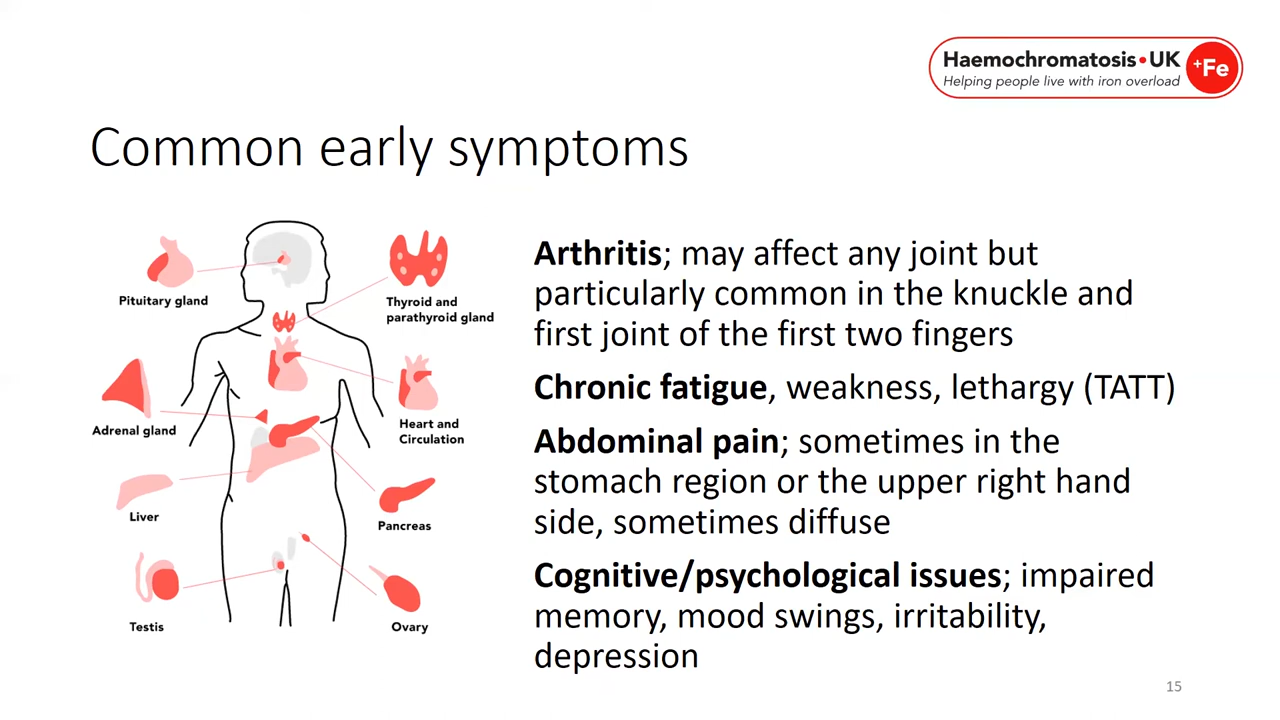 Haemochromatosis•UK
Helping people live with iron overload
+Fe
Common early symptoms
Pituitary gland
Thyroid and
parathyroid gland
Adrenal gland
Heart and
Circulation
Liver
Pancreas
Testis
Ovary
Arthritis; may affect any joint but
particularly common in the knuckle and
first joint of the first two fingers
Chronic fatigue, weakness, lethargy (TATT)
Abdominal pain; sometimes in the
stomach region or the upper right hand
side, sometimes diffuse
Cognitive/psychological issues; impaired
memory, mood swings, irritability,
depression
15